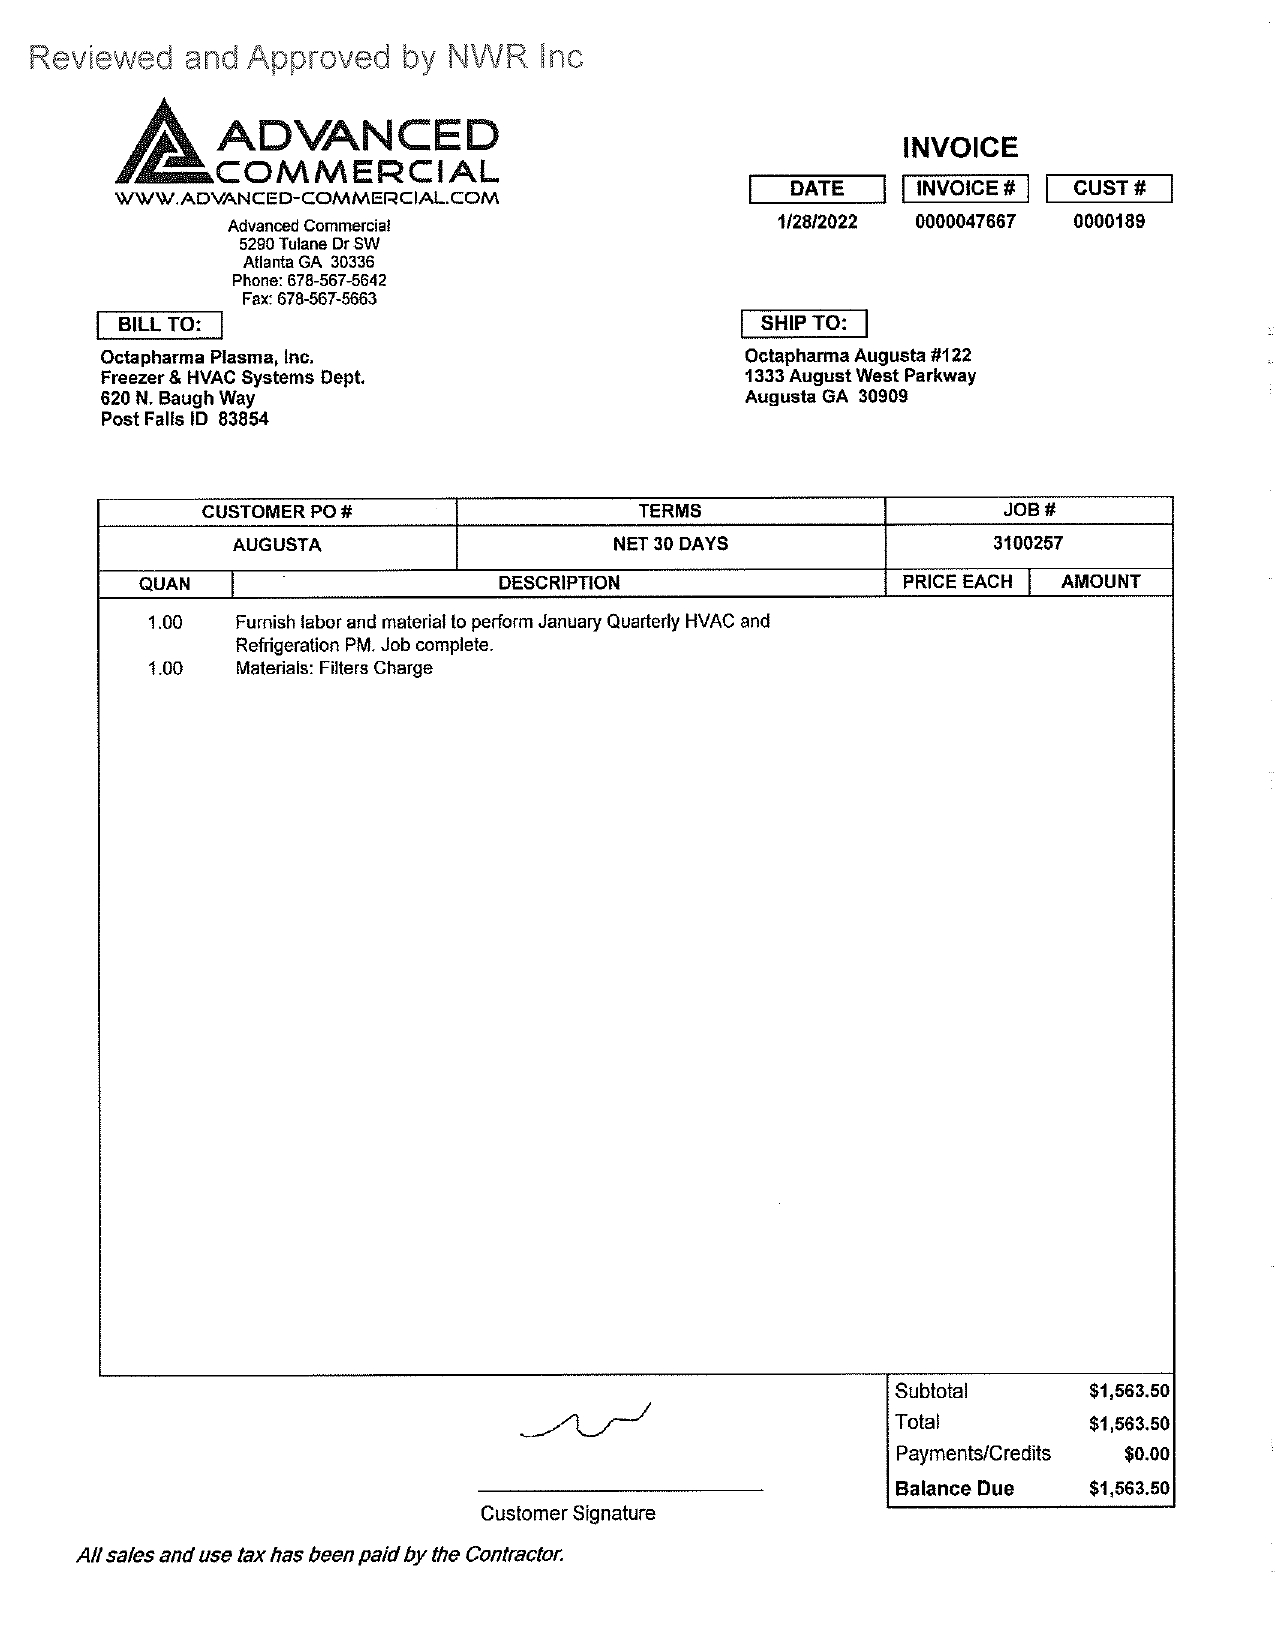 Reviewed and Approved by NWR Inc
ADVANCED
COMMERCIAL
WWW.ADVANCED-COMMERCIAL.COM
Advanced Commercial
5290 Tulane Dr SW
Atlanta GA 30336
Phone: 678-567-5642
Fax: 678-567-5663
INVOICE
DATE INVOICE # CUST #
1/28/2022 0000047667 0000189
BILL TO:
Octapharma Plasma, Inc.
Freezer & HVAC Systems Dept.
620 N. Baugh Way
Post Falls ID 83854
SHIP TO:
Octapharma Augusta #122
1333 August West Parkway
Augusta GA 30909
CUSTOMER PO # TERMS JOB #
AUGUSTA NET 30 DAYS 3100257
QUAN DESCRIPTION PRICE EACH AMOUNT
1.00 Furnish labor and material to perform January Quarterly HVAC and
Refrigeration PM. Job complete.
1.00 Materials: Filters Charge
Subtotal $1,563.50
Total $1,563.50
Payments/Credits $0.00
Balance Due $1,563.50
Customer Signature
All sales and use tax has been paid by the Contractor.